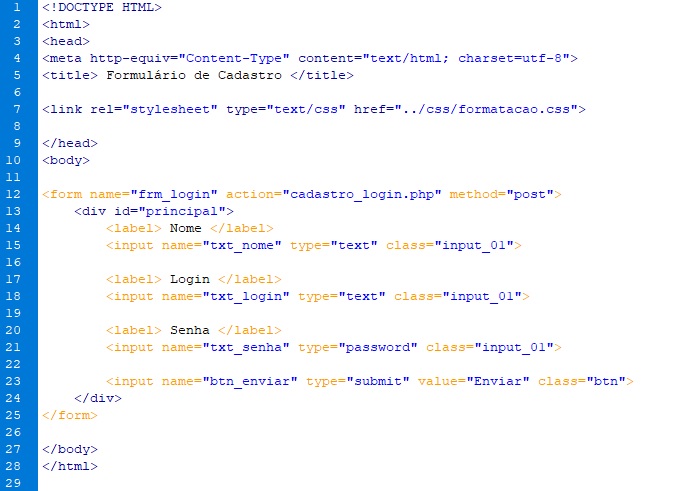 1 <!DOCTYPE HTML>
2 <html>
3 <head>
4 <meta http-equiv="Content-Type" content="text/html; charset=utf-8">
5 <title> Formulário de Cadastro </title>
6
7 <link rel="stylesheet" type="text/css" href="../css/formatacao.css">
8
9 </head>
10 <body>
11
12 <form name="frm_login" action="cadastro_login.php" method="post">
13     <div id="principal">
14         <label> Nome </label>
15         <input name="txt_nome" type="text" class="input_01">
16
17         <label> Login </label>
18         <input name="txt_login" type="text" class="input_01">
19
20         <label> Senha </label>
21         <input name="txt_senha" type="password" class="input_01">
22
23         <input name="btn_enviar" type="submit" value="Enviar" class="btn">
24     </div>
25 </form>
26
27 </body>
28 </html>
29